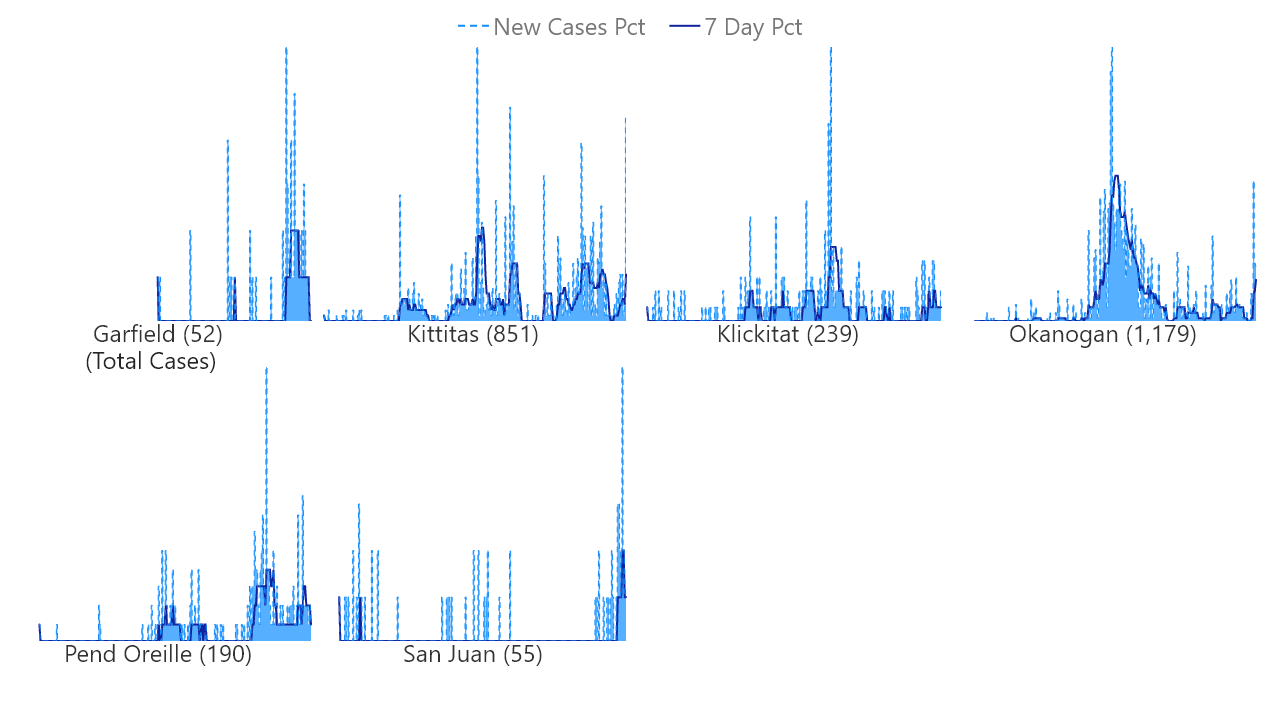 New Cases Pct 7 Day Pct
Garfield (52) Kittitas (851) Klickitat (239) Okanogan (1,179)
(Total Cases)
Pend Oreille (190) San Juan (55)